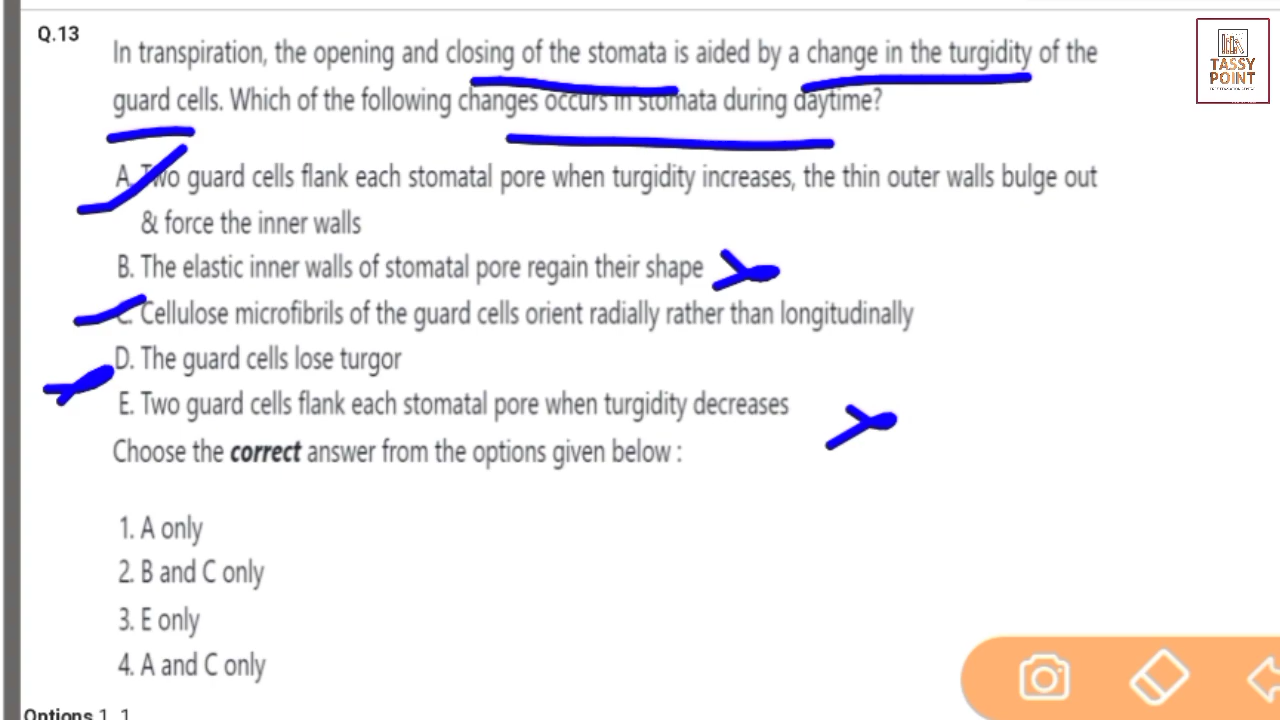 Q.13
In transpiration, the opening and closing of the stomata is aided by a change in the turgidity of the
guard cells. Which of the following changes occurs in stomata during daytime?
A. Two guard cells flank each stomatal pore when turgidity increases, the thin outer walls bulge out
& force the inner walls
B. The elastic inner walls of stomatal pore regain their shape
C. Cellulose microfibrils of the guard cells orient radially rather than longitudinally
D. The guard cells lose turgor
E. Two guard cells flank each stomatal pore when turgidity decreases
Choose the correct answer from the options given below :
1. A only
2. B and C only
3. E only
4. A and C only
Options 1. 1
TASSY
POINT